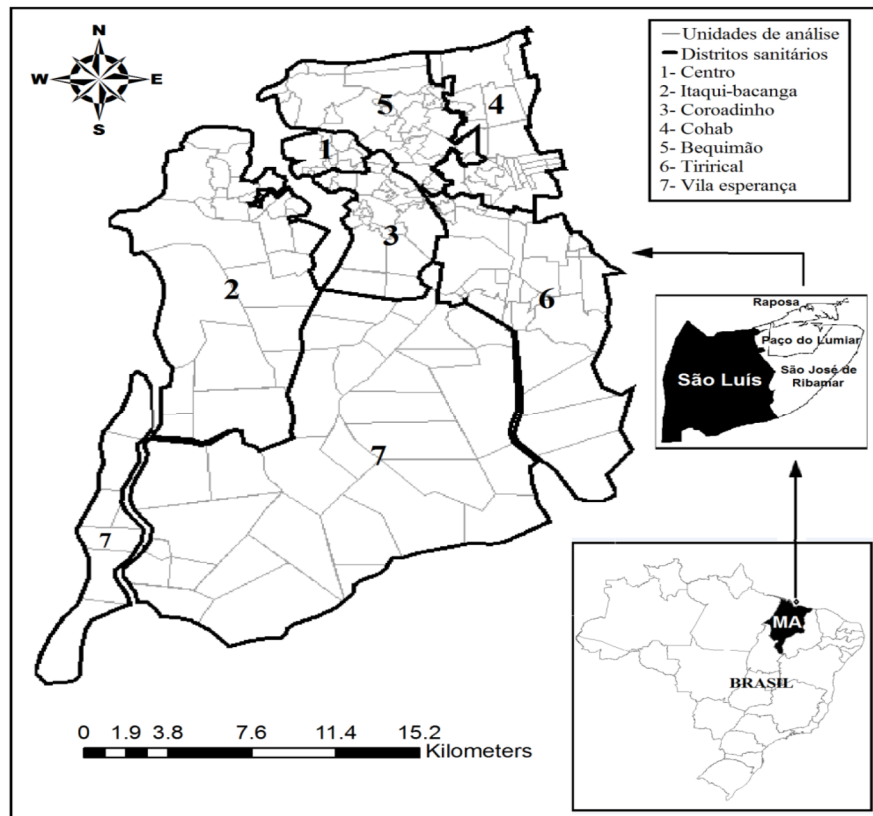 N
W E
S
Unidades de análise
Distritos sanitários
1- Centro
2- Itaqui-bacanga
3- Coroadinho
4- Cohab
5- Bequimão
6- Tirirical
7- Vila esperança
5
4
1
3
2
6
7
7
Raposa
Paço do Lumiar
São Luís
São José de
Ribamar
MA
BRASIL
0 1.9 3.8 7.6 11.4 15.2
Kilometers